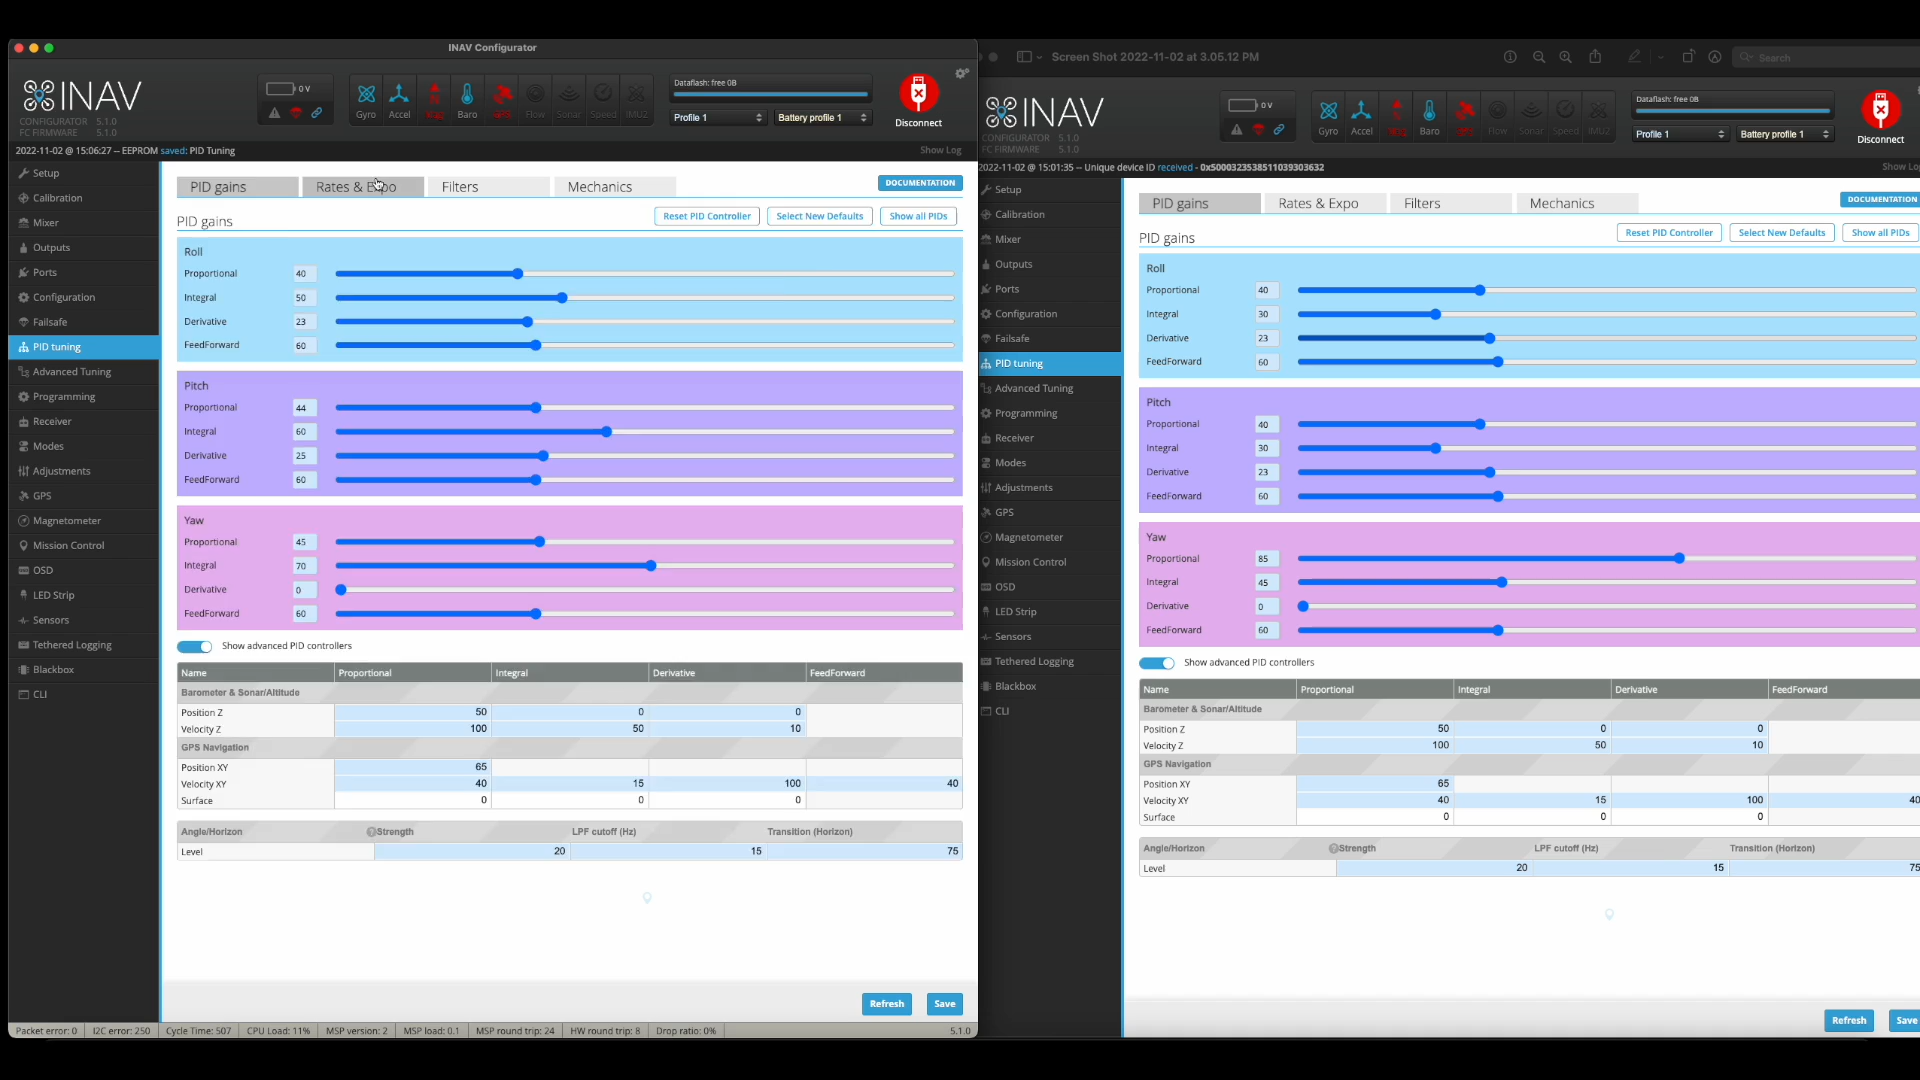 INAV Configurator
INAV
CONFIGURATOR 5.1.0
FC FIRMWARE 5.1.0
0 V
Gyro Accel Baro Flow Sonar Speed IMU2
Dataflash: free 0B
Profile 1 Battery profile 1
Disconnect
2022-11-02 @ 15:06:27 -- EEPROM saved: PID Tuning
Show Log
Setup
Calibration
Mixer
Outputs
Ports
Configuration
Failsafe
PID tuning
Advanced Tuning
Programming
Receiver
Modes
Adjustments
GPS
Magnetometer
Mission Control
OSD
LED Strip
Sensors
Tethered Logging
Blackbox
CLI
PID gains Rates & Expo Filters Mechanics
DOCUMENTATION
PID gains
Reset PID Controller Select New Defaults Show all PIDs
Roll
Proportional 40
Integral 50
Derivative 23
FeedForward 60
Pitch
Proportional 44
Integral 60
Derivative 25
FeedForward 60
Yaw
Proportional 45
Integral 70
Derivative 0
FeedForward 60
Show advanced PID controllers
Name Proportional Integral Derivative FeedForward
Barometer & Sonar/Altitude
Position Z 50 0 0
Velocity Z 100 50 10
GPS Navigation
Position XY 65
Velocity XY 40 15 100 40
Surface 0 0 0
Angle/Horizon Strength LPF cutoff (Hz) Transition (Horizon)
Level 20 15 75
Refresh Save
Packet error: 0 I2C error: 250 Cycle Time: 507 CPU Load: 11% MSP version: 2 MSP load: 0.1 MSP round trip: 24 HW round trip: 8 Drop ratio: 0% 5.1.0
Screen Shot 2022-11-02 at 3.05.12 PM
Search
INAV
CONFIGURATOR 5.1.0
FC FIRMWARE 5.1.0
0 V
Gyro Accel Baro Flow Sonar Speed IMU2
Dataflash: free 0B
Profile 1 Battery profile 1
Disconnect
2022-11-02 @ 15:01:35 -- Unique device ID received - 0x5000323538511039303632
Show Lo
Setup
Calibration
Mixer
Outputs
Ports
Configuration
Failsafe
PID tuning
Advanced Tuning
Programming
Receiver
Modes
Adjustments
GPS
Magnetometer
Mission Control
OSD
LED Strip
Sensors
Tethered Logging
Blackbox
CLI
PID gains Rates & Expo Filters Mechanics
DOCUMENTATION
PID gains
Reset PID Controller Select New Defaults Show all PIDs
Roll
Proportional 40
Integral 30
Derivative 23
FeedForward 60
Pitch
Proportional 40
Integral 30
Derivative 23
FeedForward 60
Yaw
Proportional 85
Integral 45
Derivative 0
FeedForward 60
Show advanced PID controllers
Name Proportional Integral Derivative FeedForward
Barometer & Sonar/Altitude
Position Z 50 0 0
Velocity Z 100 50 10
GPS Navigation
Position XY 65
Velocity XY 40 15 100 40
Surface 0 0 0
Angle/Horizon Strength LPF cutoff (Hz) Transition (Horizon)
Level 20 15 75
Refresh Save